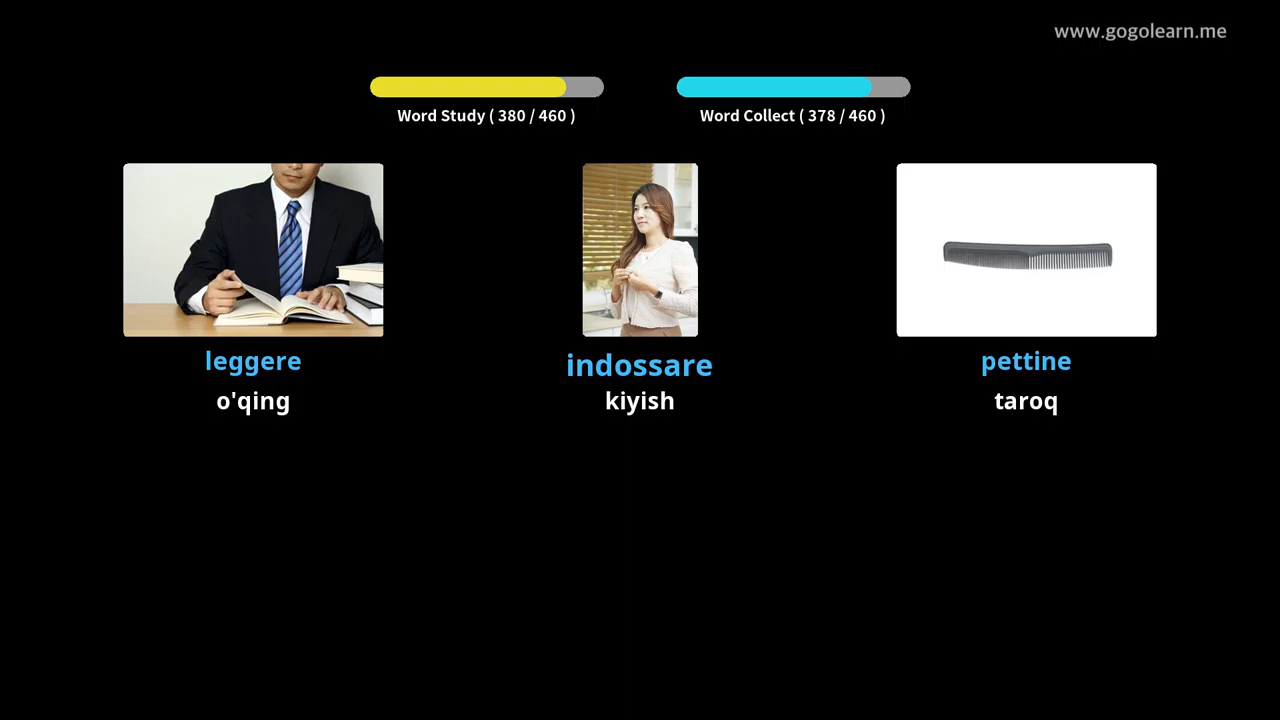 www.gogolearn.me
Word Study ( 380 / 460 )
Word Collect ( 378 / 460 )
leggere
indossare
pettine
o'qing
kiyish
taroq